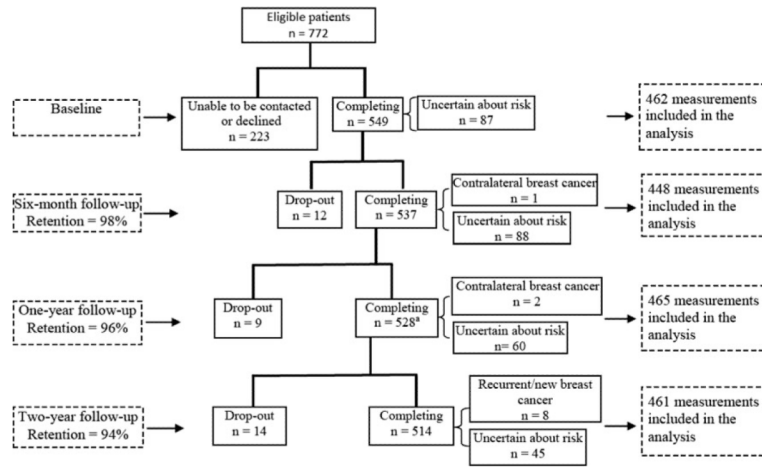 Eligible patients
n = 772
Baseline
Unable to be contacted
or declined
n = 223
Completing
n = 549
Uncertain about risk
n = 87
462 measurements
included in the
analysis
Six-month follow-up
Retention = 98%
Drop-out
n = 12
Completing
n = 537
Contralateral breast cancer
n = 1
Uncertain about risk
n = 88
448 measurements
included in the
analysis
One-year follow-up
Retention = 96%
Drop-out
n = 9
Completing
n = 528ª
Contralateral breast cancer
n = 2
Uncertain about risk
n= 60
465 measurements
included in the
analysis
Two-year follow-up
Retention = 94%
Drop-out
n = 14
Completing
n = 514
Recurrent/new breast
cancer
n = 8
Uncertain about risk
n = 45
461 measurements
included in the
analysis